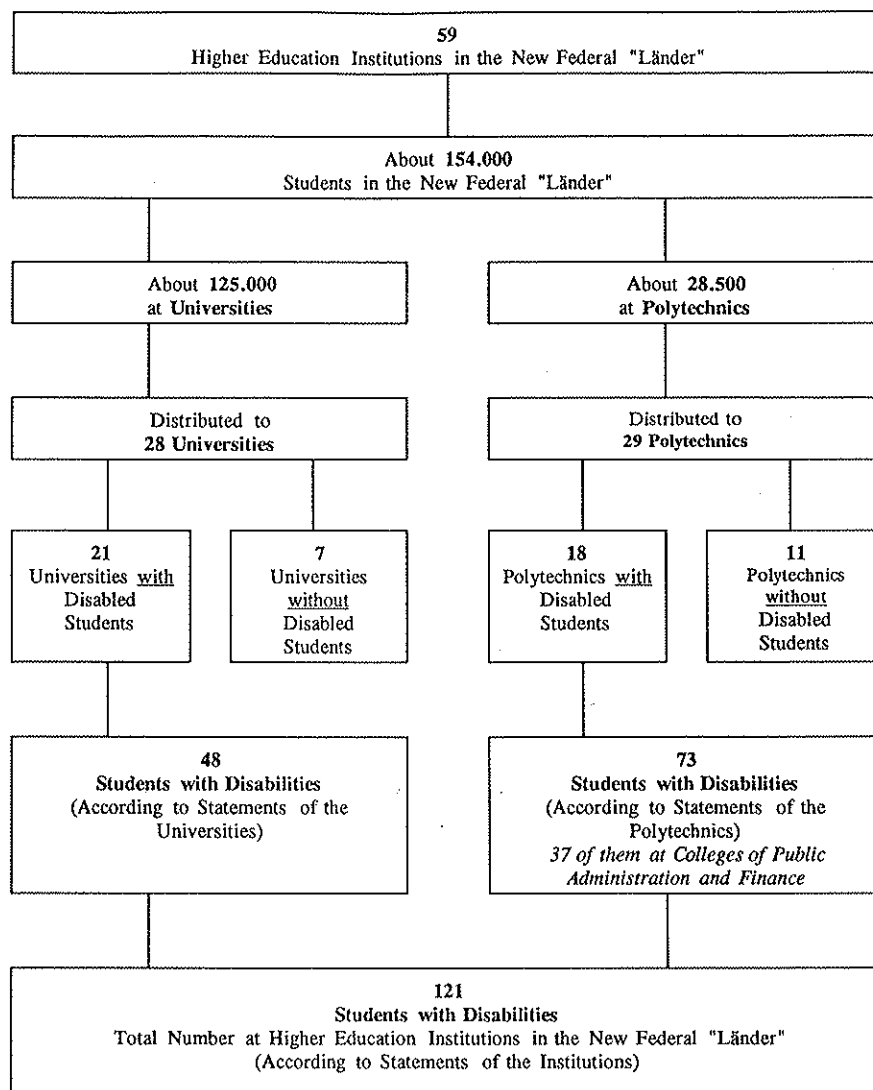 59
Higher Education Institutions in the New Federal "Länder"
About 154.000
Students in the New Federal "Länder"
About 125.000
at Universities
About 28.500
at Polytechnics
Distributed to
28 Universities
Distributed to
29 Polytechnics
21
Universities with
Disabled
Students
7
Universities
without
Disabled
Students
18
Polytechnics with
Disabled
Students
11
Polytechnics
without
Disabled
Students
48
Students with Disabilities
(According to Statements of the
Universities)
73
Students with Disabilities
(According to Statements of the
Polytechnics)
37 of them at Colleges of Public
Administration and Finance
121
Students with Disabilities
Total Number at Higher Education Institutions in the New Federal "Länder"
(According to Statements of the Institutions)